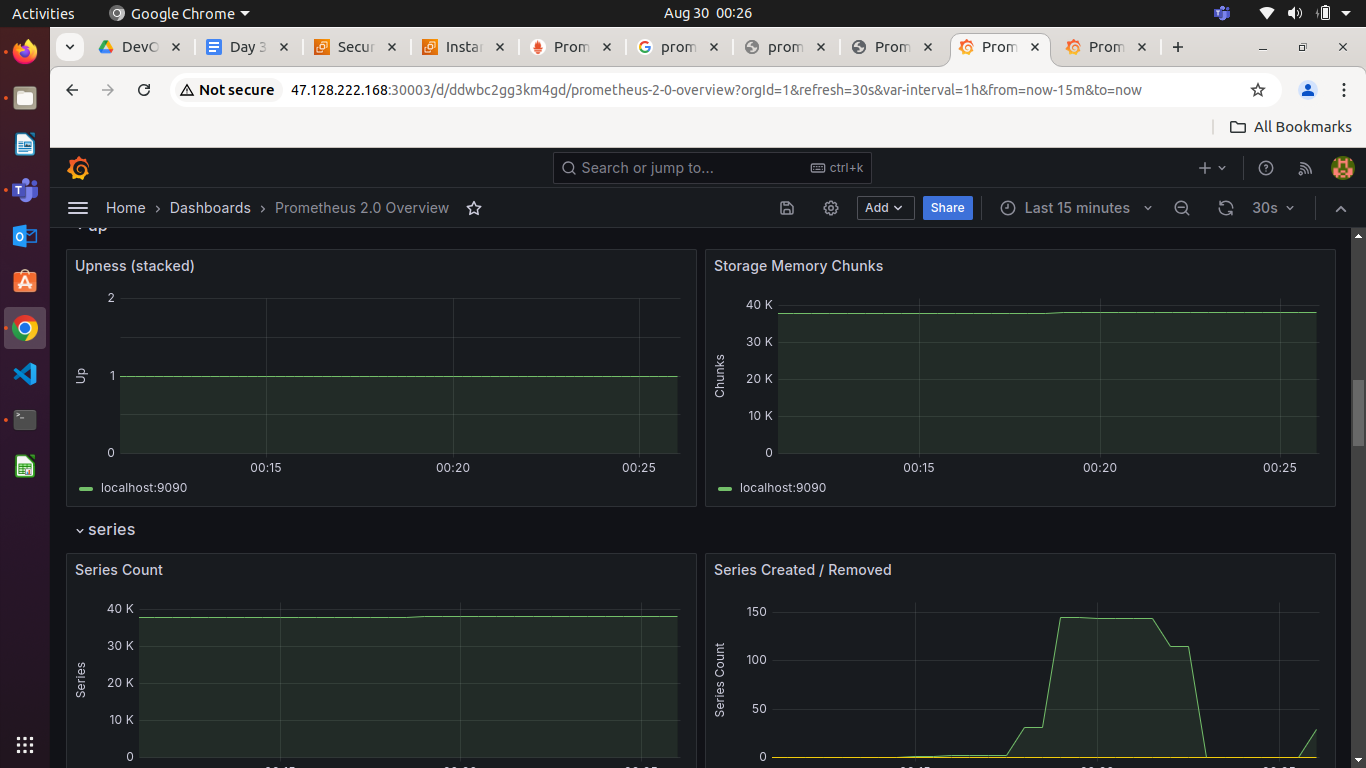 Activities Google Chrome Aug 30 00:26
DevO Day 3 Secur Instar Prom prom prom Prom Prom Prom
Not secure 47.128.222.168:30003/d/ddwbc2gg3km4gd/prometheus-2-0-overview?orgId=1&refresh=30s&var-interval=1h&from=now-15m&to=now
All Bookmarks
Search or jump to... ctrl+k
Home › Dashboards › Prometheus 2.0 Overview Add Share Last 15 minutes 30s
up
Upness (stacked)
2
1
0
Up
00:15 00:20 00:25
localhost:9090
Storage Memory Chunks
40 K
30 K
20 K
10 K
0
Chunks
00:15 00:20 00:25
localhost:9090
series
Series Count
40 K
30 K
20 K
10 K
0
Series
Series Created / Removed
150
100
50
0
Series Count